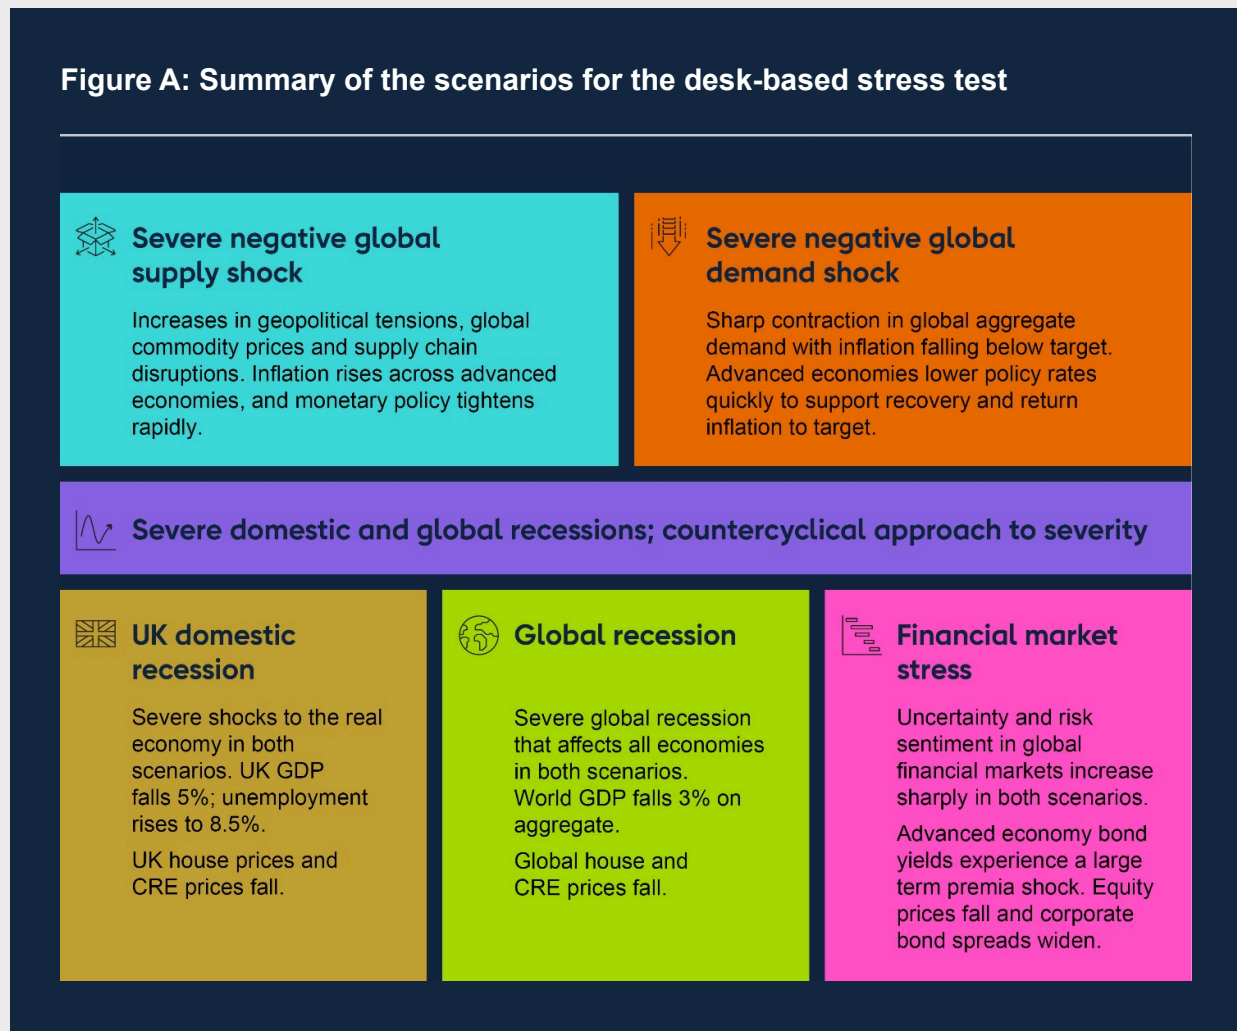 Figure A: Summary of the scenarios for the desk-based stress test
Severe negative global
supply shock
Increases in geopolitical tensions, global
commodity prices and supply chain
disruptions. Inflation rises across advanced
economies, and monetary policy tightens
rapidly.
Severe negative global
demand shock
Sharp contraction in global aggregate
demand with inflation falling below target.
Advanced economies lower policy rates
quickly to support recovery and return
inflation to target.
Severe domestic and global recessions; countercyclical approach to severity
UK domestic
recession
Severe shocks to the real
economy in both
scenarios. UK GDP
falls 5%; unemployment
rises to 8.5%.
UK house prices and
CRE prices fall.
Global recession
Severe global recession
that affects all economies
in both scenarios.
World GDP falls 3% on
aggregate.
Global house and
CRE prices fall.
Financial market
stress
Uncertainty and risk
sentiment in global
financial markets increase
sharply in both scenarios.
Advanced economy bond
yields experience a large
term premia shock. Equity
prices fall and corporate
bond spreads widen.